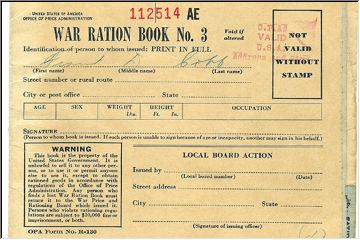 UNITED STATES OF AMERICA
OFFICE OF PRICE ADMINISTRATION
112514 AE
WAR RATION BOOK No. 3
Void if altered
Identification of person to whom issued: PRINT IN FULL
(First name) (Middle name) (Last name)
Street number or rural route
City or post office State
AGE SEX WEIGHT HEIGHT OCCUPATION
Lbs. Ft. In.
NOT
VALID
WITHOUT
STAMP
VALID
U.S.A.
SIGNATURE
(Person to whom book is issued. If such person is unable to sign because of age or incapacity, another may sign in his behalf.)
WARNING
This book is the property of the
United States Government. It is
unlawful to sell it to any other per-
son, or to use it or permit anyone
else to use it, except to obtain
rationed goods in accordance with
regulations of the Office of Price
Administration. Any person who
finds a lost War Ration Book must
return it to the War Price and
Rationing Board which issued it.
Persons who violate rationing regu-
lations are subject to $10,000 fine or
imprisonment, or both.
LOCAL BOARD ACTION
Issued by
(Local board number) (Date)
Street address
City State
(Signature of issuing officer)
OPA Form No. R-130